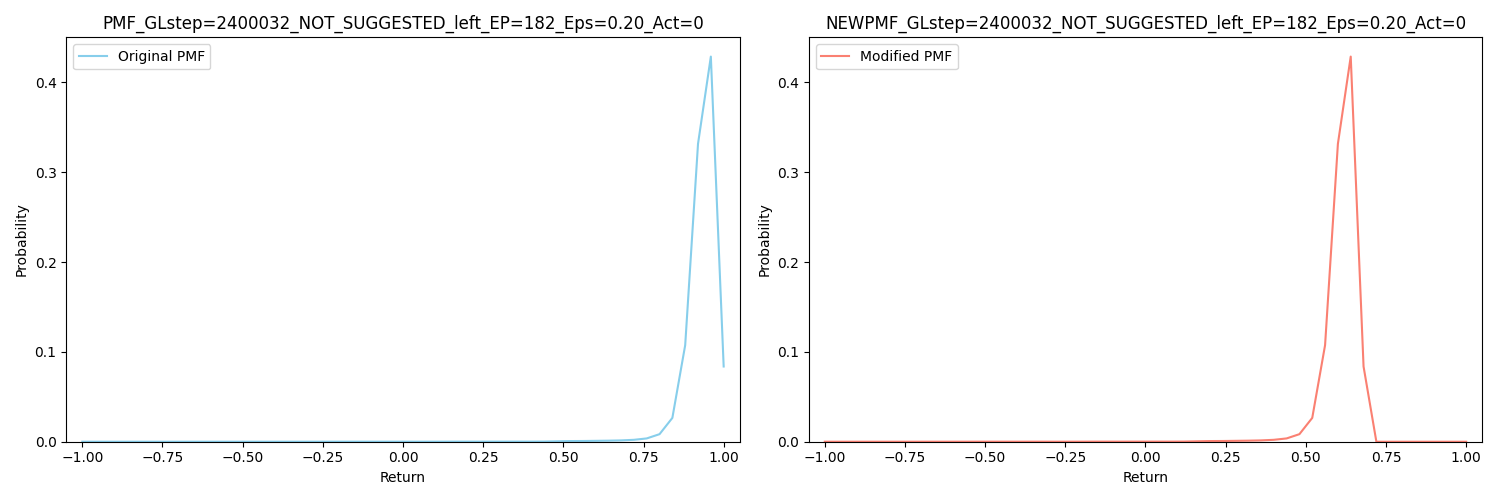 PMF_GLstep=2400032_NOT_SUGGESTED_left_EP=182_Eps=0.20_Act=0
Original PMF
Probability
0.4
0.3
0.2
0.1
0.0
−1.00 −0.75 −0.50 −0.25 0.00 0.25 0.50 0.75 1.00
Return
NEWPMF_GLstep=2400032_NOT_SUGGESTED_left_EP=182_Eps=0.20_Act=0
Modified PMF
Probability
0.4
0.3
0.2
0.1
0.0
−1.00 −0.75 −0.50 −0.25 0.00 0.25 0.50 0.75 1.00
Return